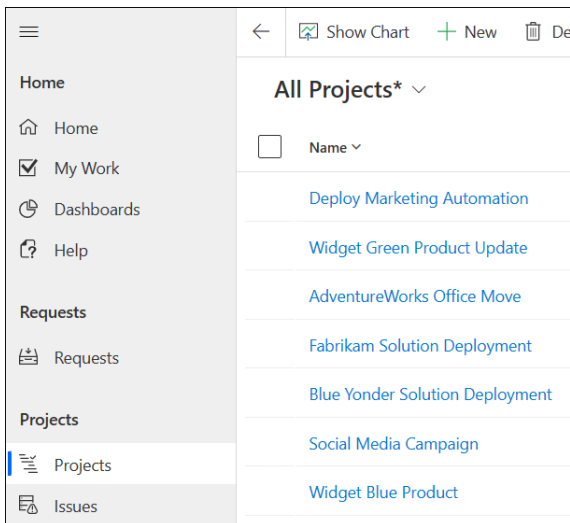 Show Chart New De
Home
All Projects*
Home
Name
My Work
Deploy Marketing Automation
Dashboards
Widget Green Product Update
Help
AdventureWorks Office Move
Requests
Fabrikam Solution Deployment
Requests
Blue Yonder Solution Deployment
Projects
Social Media Campaign
Projects
Widget Blue Product
Issues